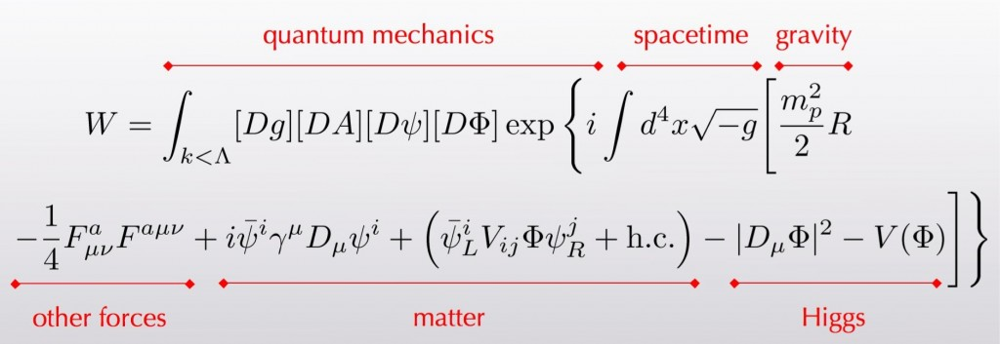 quantum mechanics spacetime gravity
W = ∫_{k<Λ} [Dg][DA][Dψ][DΦ] exp { i ∫ d⁴x √−g [ m_p²/2 R
−1/4 F^a_{μν} F^{aμν} + iψ̄^i γ^μ D_μ ψ^i + ( ψ̄^i_L V_{ij} Φ ψ^j_R + h.c. ) − |D_μ Φ|² − V(Φ) ] }
other forces matter Higgs